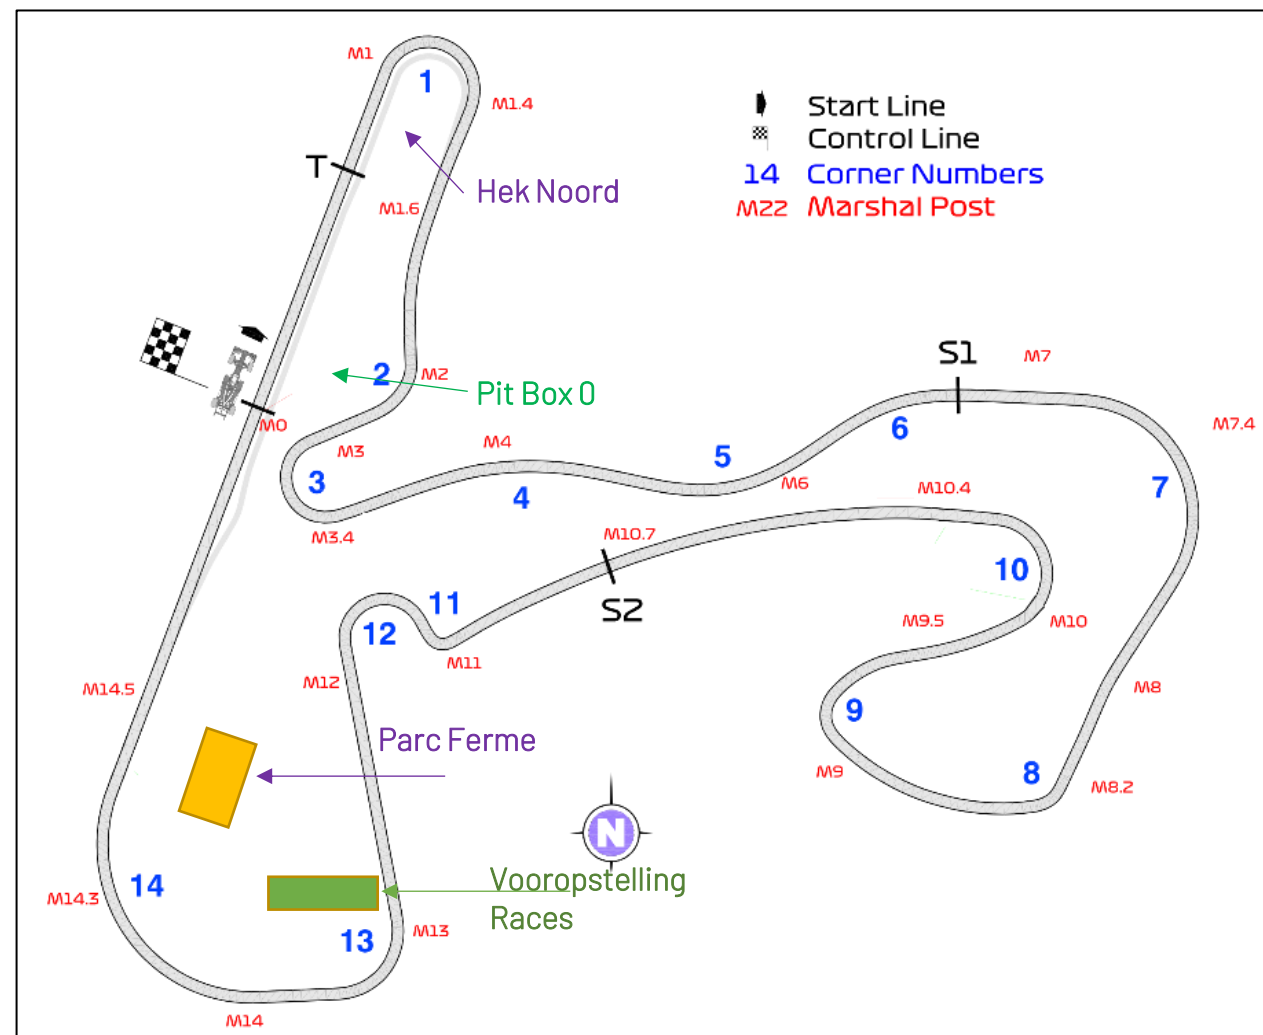 M1
1
M1.4
Start Line
Control Line
14 Corner Numbers
M22 Marshal Post
T
Hek Noord
M1.6
S1
M7
2
M2
Pit Box 0
M0
M3
M4
5
6
M7.4
3
4
M6
M10.4
7
M3.4
M10.7
S2
10
11
12
M9.5
M10
M11
M12
M14.5
M8
9
Parc Ferme
M9
8
M8.2
N
14
M14.3
Vooropstelling
Races
13
M13
M14